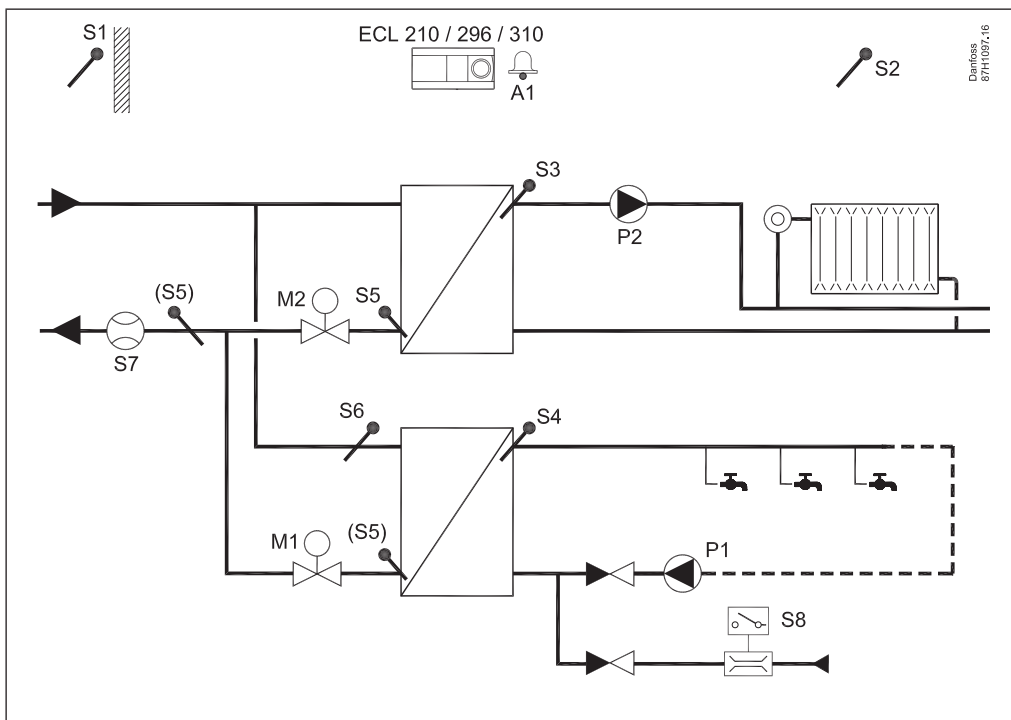 S1
ECL 210 / 296 / 310
A1
S2
Danfoss
87H1097.16
S3
P2
(S5)
M2
S5
S7
S6
S4
M1
(S5)
P1
S8